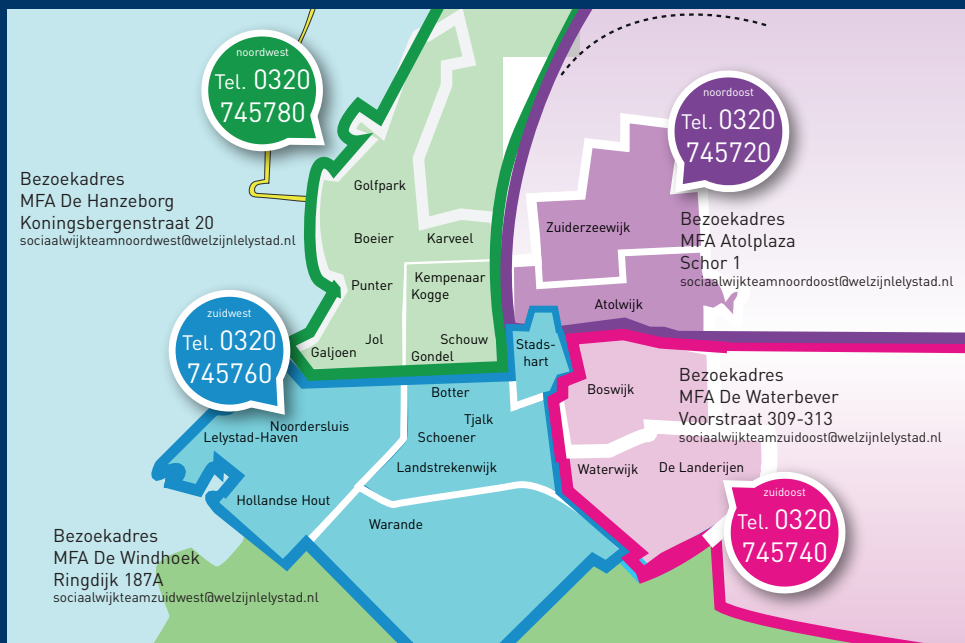 noordwest
Tel. 0320
745780
noordoost
Tel. 0320
745720
Bezoekadres
MFA De Hanzeborg
Koningsbergenstraat 20
sociaalwijkteamnoordwest@welzijnlelystad.nl
Golfpark
Boeier
Karveel
Zuiderzeewijk
Bezoekadres
MFA Atolplaza
Schor 1
sociaalwijkteamnoordoost@welzijnlelystad.nl
Punter
Kempenaar
Kogge
Atolwijk
zuidwest
Tel. 0320
745760
Jol
Galjoen
Schouw
Gondel
Stads-
hart
Botter
Boswijk
Bezoekadres
MFA De Waterbever
Voorstraat 309-313
sociaalwijkteamzuidoost@welzijnlelystad.nl
Noordersluis
Lelystad-Haven
Tjalk
Schoener
Landstrekenwijk
Waterwijk
De Landerijen
Hollandse Hout
Warande
zuidoost
Tel. 0320
745740
Bezoekadres
MFA De Windhoek
Ringdijk 187A
sociaalwijkteamzuidwest@welzijnlelystad.nl